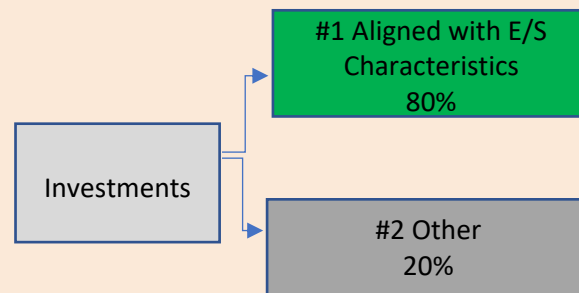 #1 Aligned with E/S
Characteristics
80%
Investments
#2 Other
20%